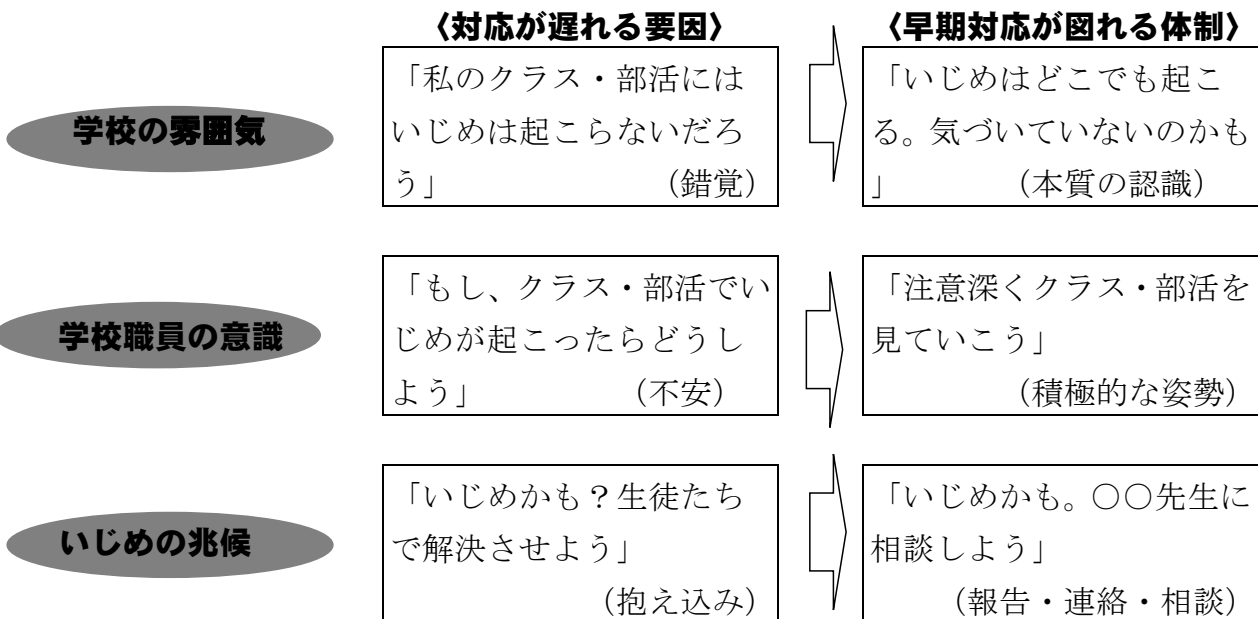 〈対応が遅れる要因〉
〈早期対応が図れる体制〉
学校の雰囲気
「私のクラス・部活には
いじめは起こらないだろ
う」 (錯覚)
「いじめはどこでも起こ
る。気づいていないのかも
」 (本質の認識)
学校職員の意識
「もし、クラス・部活でい
じめが起こったらどうし
よう」 (不安)
「注意深くクラス・部活を
見ていこう」
(積極的な姿勢)
いじめの兆候
「いじめかも?生徒たち
で解決させよう」
(抱え込み)
「いじめかも。○○先生に
相談しよう」
(報告・連絡・相談)